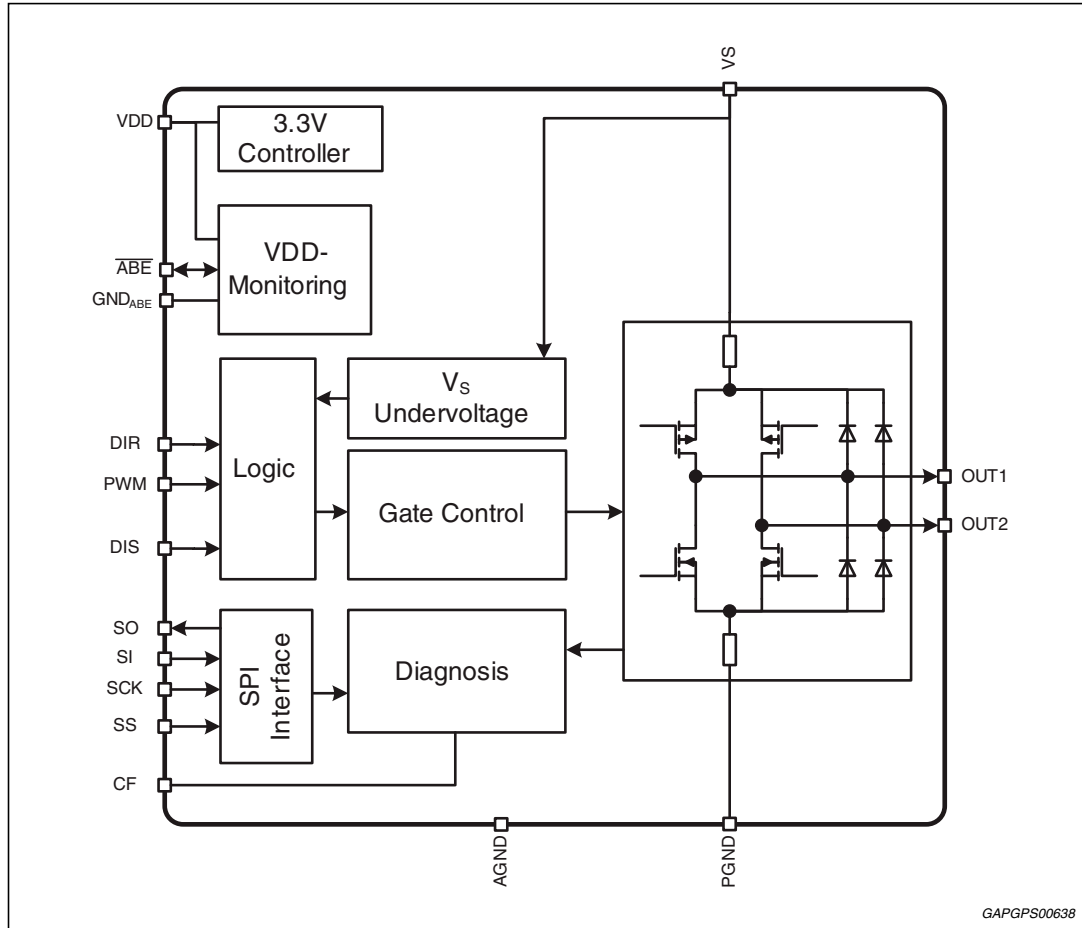 VS
VDD
3.3V
Controller
VDD-
Monitoring
ABE
GNDABE
VS
Undervoltage
DIR
PWM
DIS
Logic
Gate Control
OUT1
OUT2
SO
SI
SCK
SS
SPI
Interface
Diagnosis
CF
AGND
PGND
GAPGPS00638